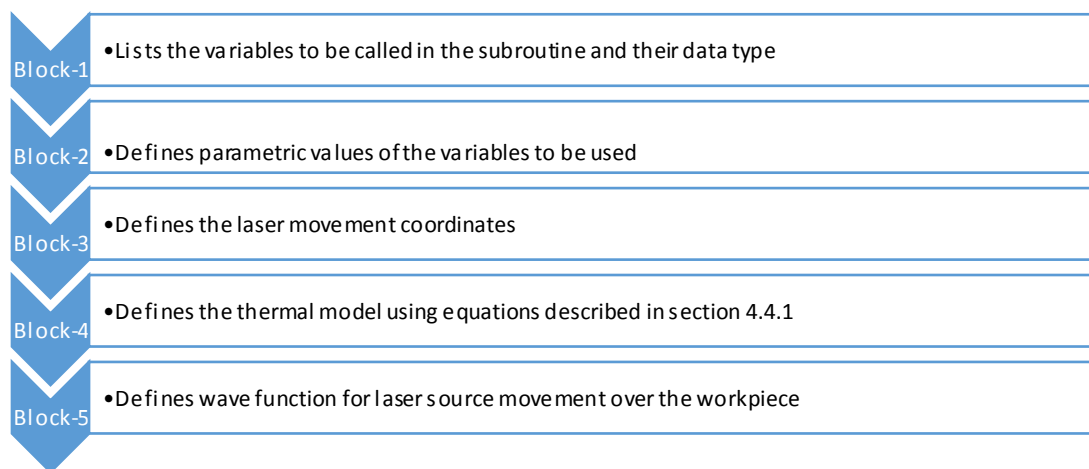 Block-1
•Lists the variables to be called in the subroutine and their data type
Block-2
•Defines parametric values of the variables to be used
Block-3
•Defines the laser movement coordinates
Block-4
•Defines the thermal model using equations described in section 4.4.1
Block-5
•Defines wave function for laser source movement over the workpiece